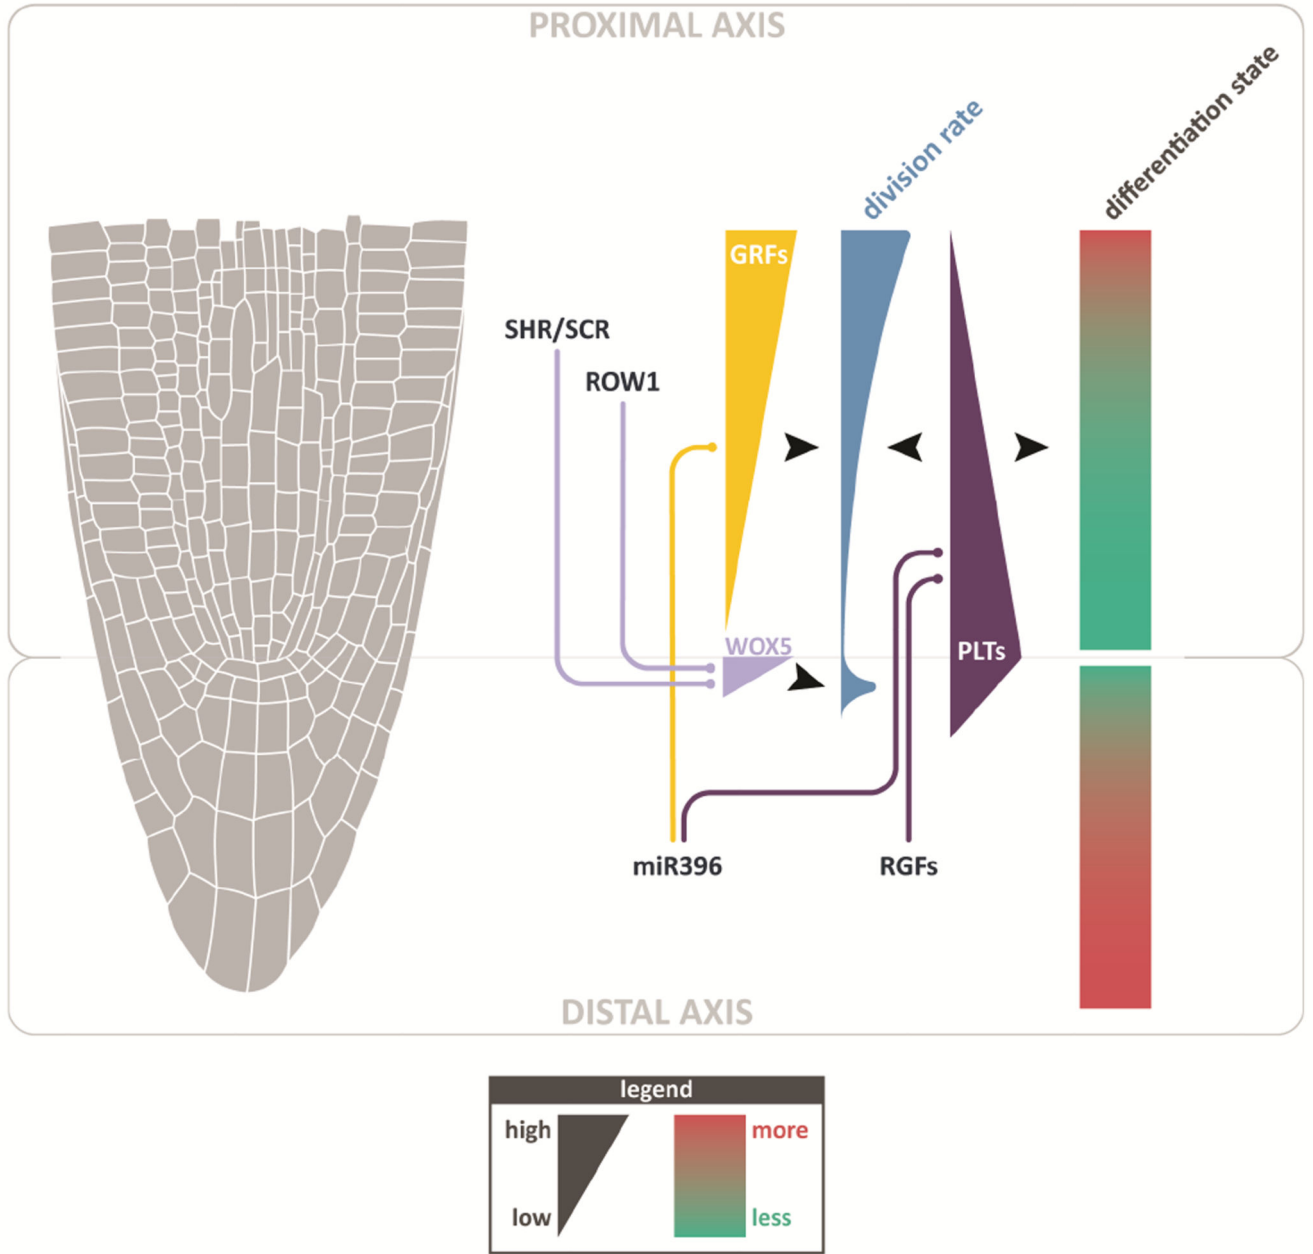 PROXIMAL AXIS
division rate
differentiation state
GRFs
SHR/SCR
ROW1
WOX5
PLTs
miR396
RGFs
DISTAL AXIS
legend
high
more
low
less